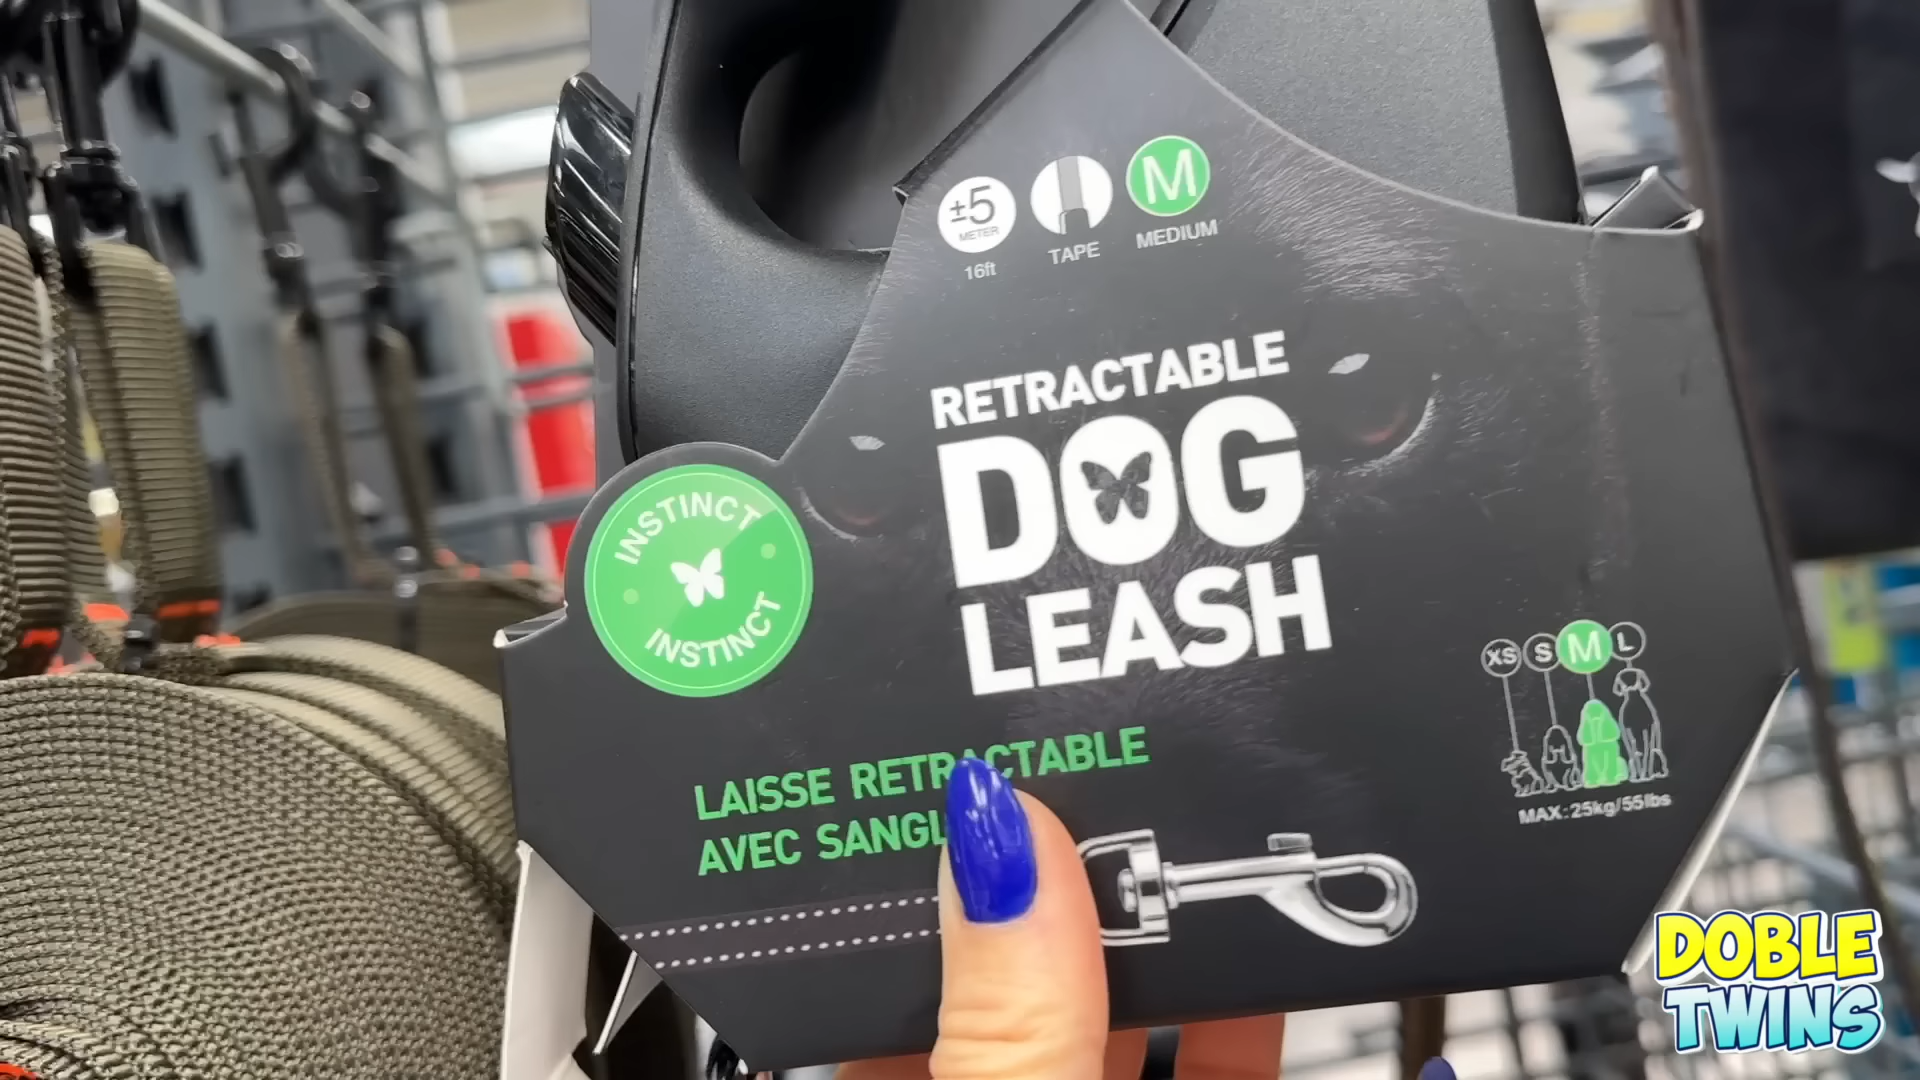 ±5
METER
16ft
TAPE
M
MEDIUM
RETRACTABLE
DOG
LEASH
INSTINCT
INSTINCT
LAISSE RETRACTABLE
AVEC
XS S M L
MAX: 25kg/55lbs
DOBLE
TWINS